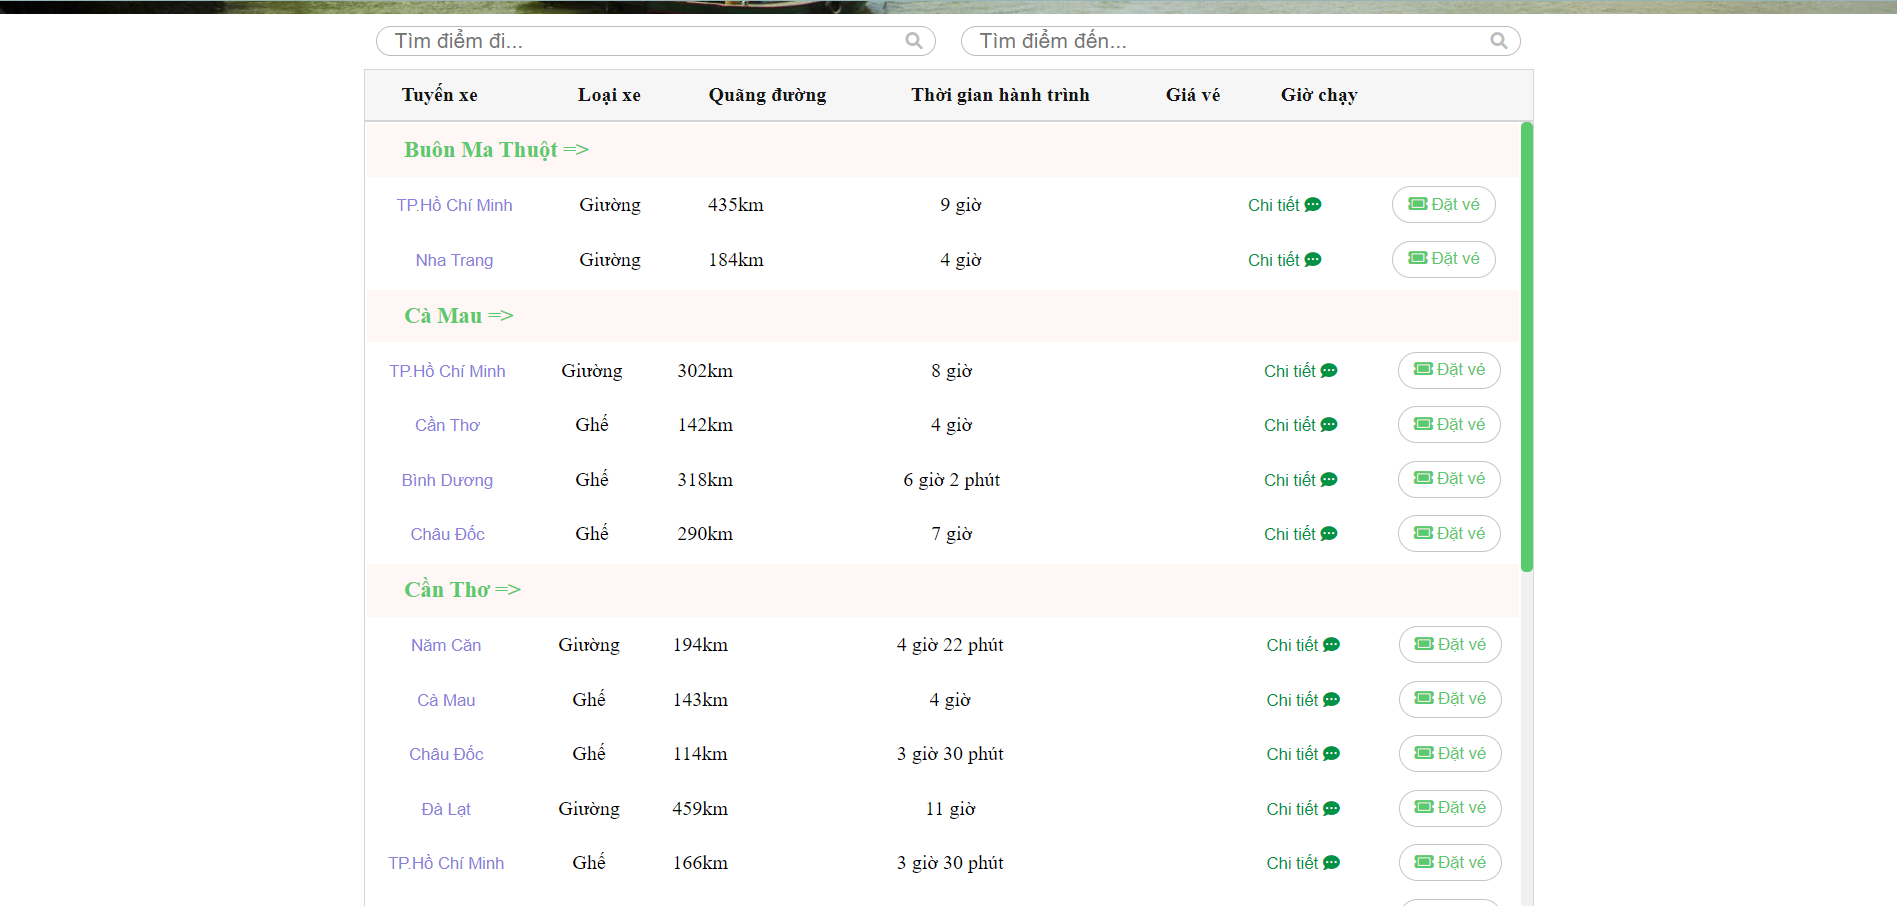 Tìm điểm đi... Tìm điểm đến...
Tuyến xe Loại xe Quãng đường Thời gian hành trình Giá vé Giờ chạy
Buôn Ma Thuột =>
TP.Hồ Chí Minh Giường 435km 9 giờ Chi tiết Đặt vé
Nha Trang Giường 184km 4 giờ Chi tiết Đặt vé
Cà Mau =>
TP.Hồ Chí Minh Giường 302km 8 giờ Chi tiết Đặt vé
Cần Thơ Ghế 142km 4 giờ Chi tiết Đặt vé
Bình Dương Ghế 318km 6 giờ 2 phút Chi tiết Đặt vé
Châu Đốc Ghế 290km 7 giờ Chi tiết Đặt vé
Cần Thơ =>
Năm Căn Giường 194km 4 giờ 22 phút Chi tiết Đặt vé
Cà Mau Ghế 143km 4 giờ Chi tiết Đặt vé
Châu Đốc Ghế 114km 3 giờ 30 phút Chi tiết Đặt vé
Đà Lạt Giường 459km 11 giờ Chi tiết Đặt vé
TP.Hồ Chí Minh Ghế 166km 3 giờ 30 phút Chi tiết Đặt vé